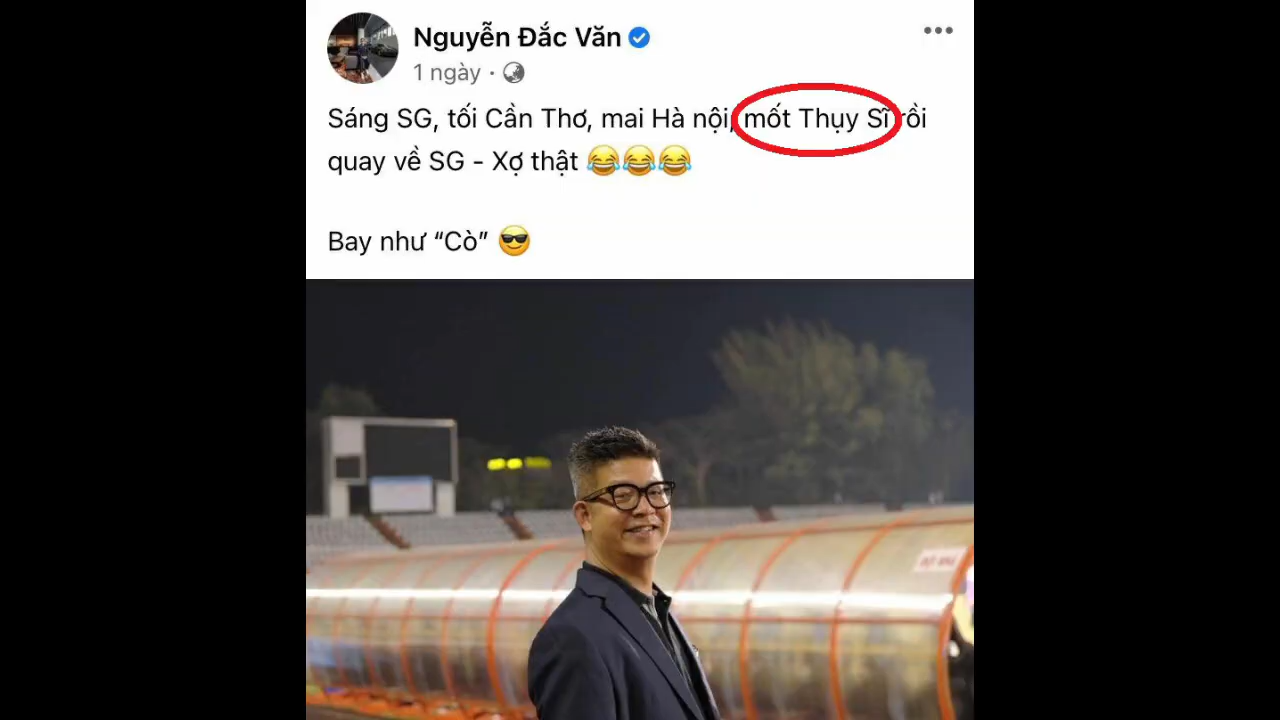 Nguyễn Đắc Văn
1 ngày ·
Sáng SG, tối Cần Thơ, mai Hà nội, mốt Thụy Sĩ rồi
quay về SG - Xợ thật 😂😂😂
Bay như “Cò” 😎